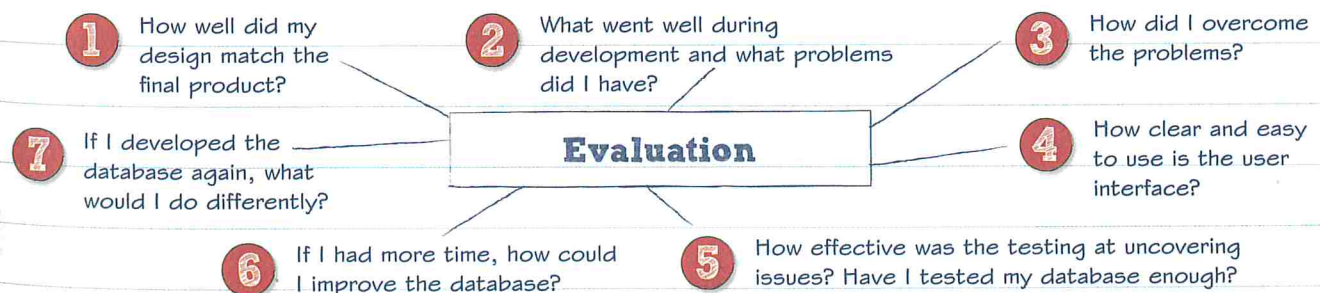 1
How well did my
design match the
final product?
2
What went well during
development and what problems
did I have?
3
How did I overcome
the problems?
Evaluation
7
If I developed the
database again, what
would I do differently?
4
How clear and easy
to use is the user
interface?
6
If I had more time, how could
I improve the database?
5
How effective was the testing at uncovering
issues? Have I tested my database enough?